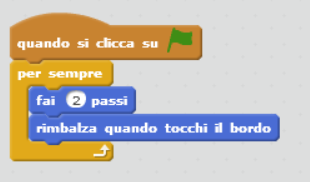 quando si clicca su
per sempre
fai 2 passi
rimbalza quando tocchi il bordo